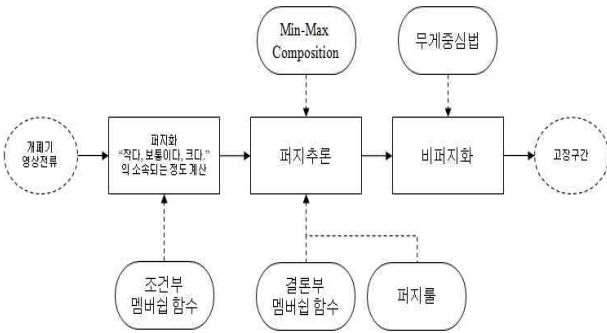 Min-Max
Composition
무게중심법
개폐기
영상전류
퍼지화
“작다, 보통이다, 크다.”
의 소속되는 정도 계산
퍼지추론
비퍼지화
고장구간
조건부
멤버쉽 함수
결론부
멤버쉽 함수
퍼지룰